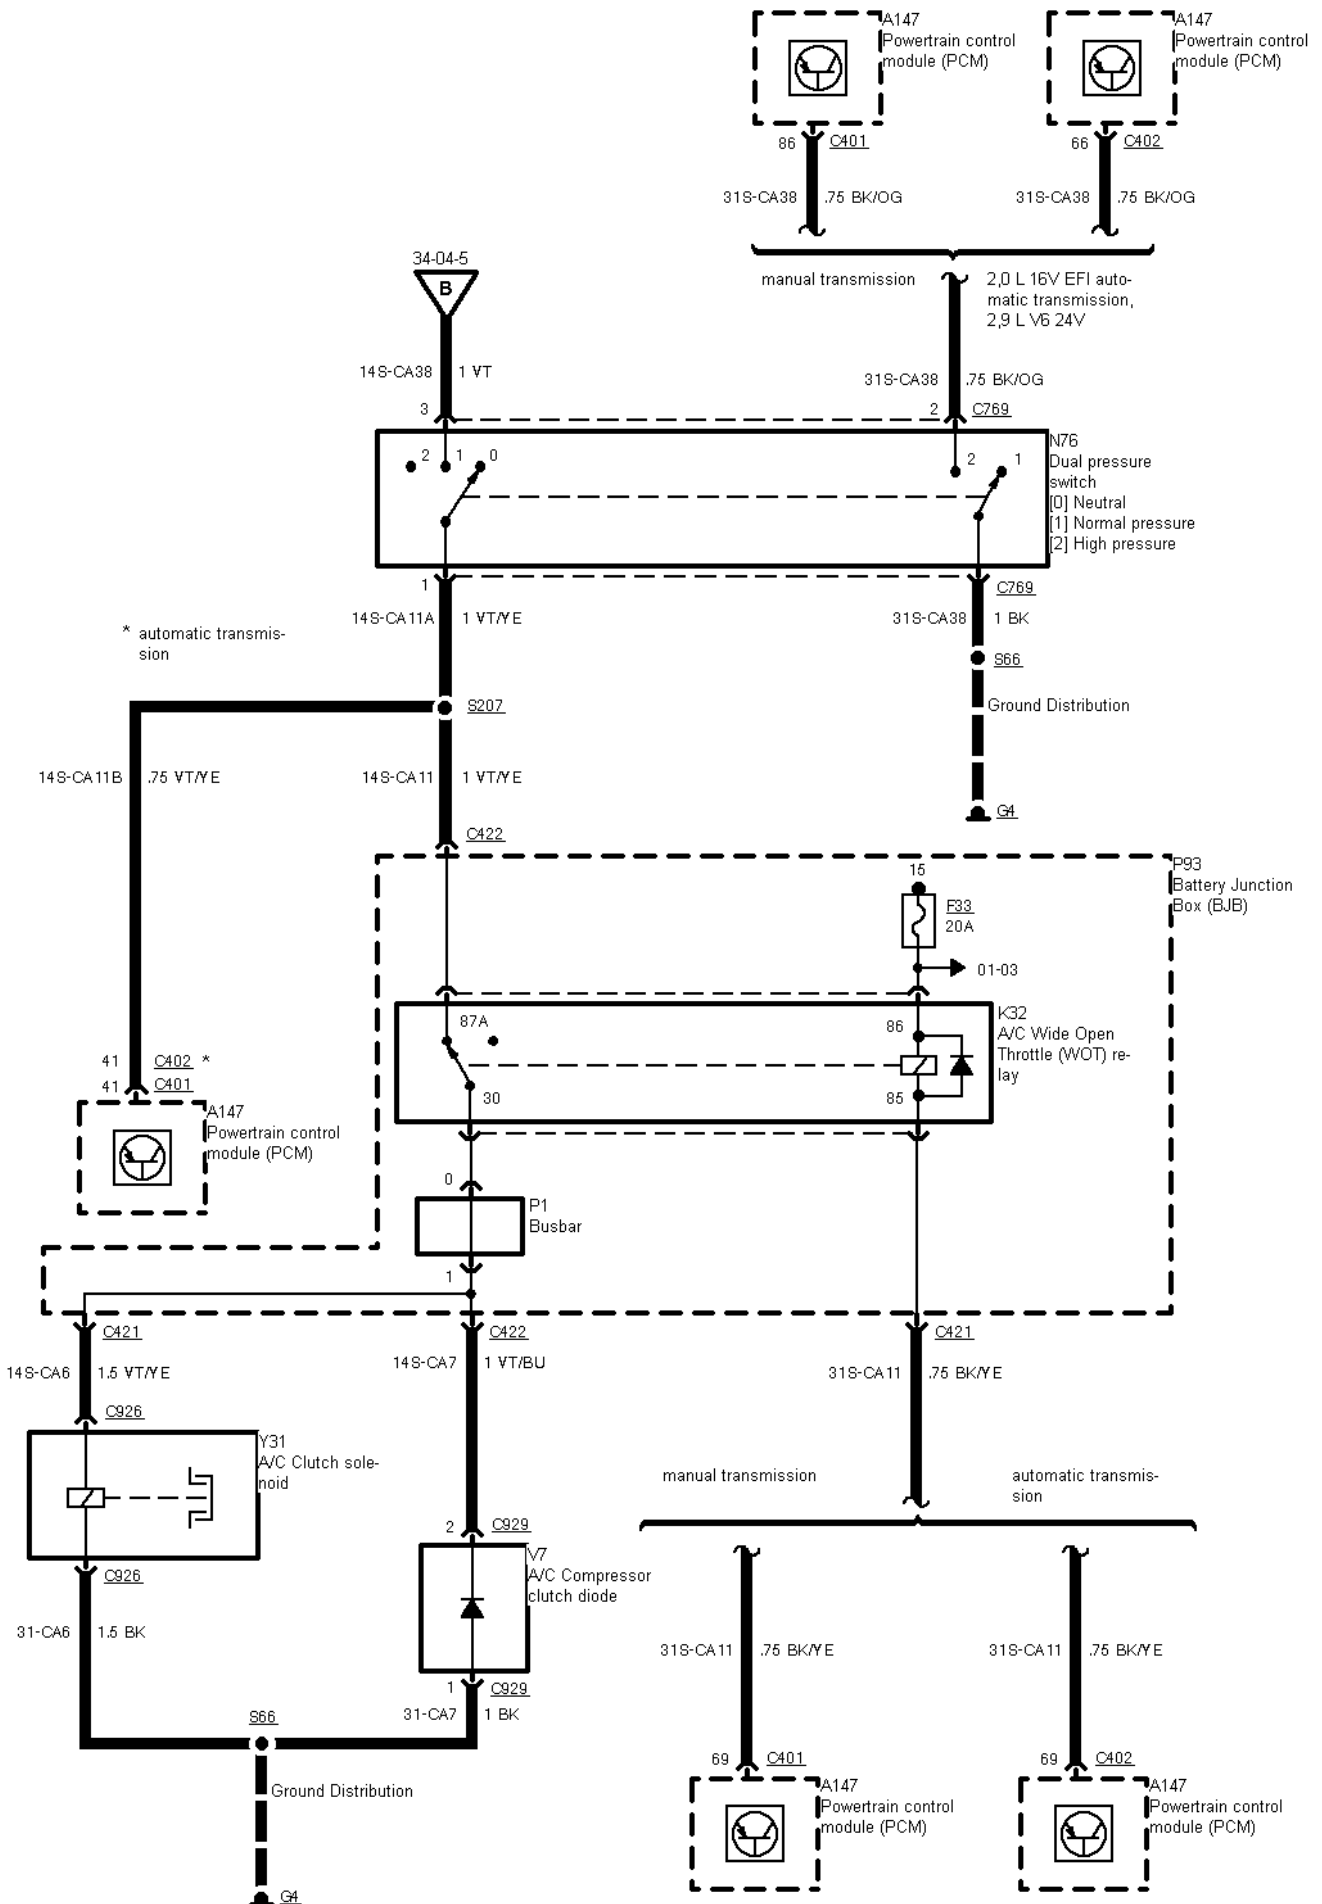 A147
Powertrain control
module (PCM)
A147
Powertrain control
module (PCM)
86 C401
66 C402
31S-CA38 .75 BK/OG
31S-CA38 .75 BK/OG
34-04-5
B
manual transmission
2,0 L 16V EFI auto-
matic transmission,
2,9 L V6 24V
14S-CA38 1 VT
31S-CA38 .75 BK/OG
3
2 C769
2 1 0
2 1
N76
Dual pressure
switch
[0] Neutral
[1] Normal pressure
[2] High pressure
1
C769
14S-CA11A 1 VT/YE
31S-CA38 1 BK
* automatic transmis-
sion
S66
S207
Ground Distribution
14S-CA11B .75 VT/YE
14S-CA11 1 VT/YE
G4
C422
P93
Battery Junction
Box (BJB)
15
F33
20A
01-03
87A
86
K32
A/C Wide Open
Throttle (WOT) re-
lay
30
85
41 C402 *
41 C401
A147
Powertrain control
module (PCM)
0
P1
Busbar
1
C421
C422
C421
14S-CA6 1.5 VT/YE
14S-CA7 1 VT/BU
31S-CA11 .75 BK/YE
C926
Y31
A/C Clutch sole-
noid
manual transmission
automatic transmis-
sion
2 C929
V7
A/C Compressor
clutch diode
C926
31-CA6 1.5 BK
31S-CA11 .75 BK/YE
31S-CA11 .75 BK/YE
1 C929
31-CA7 1 BK
S66
69 C401
69 C402
Ground Distribution
A147
Powertrain control
module (PCM)
A147
Powertrain control
module (PCM)
G4